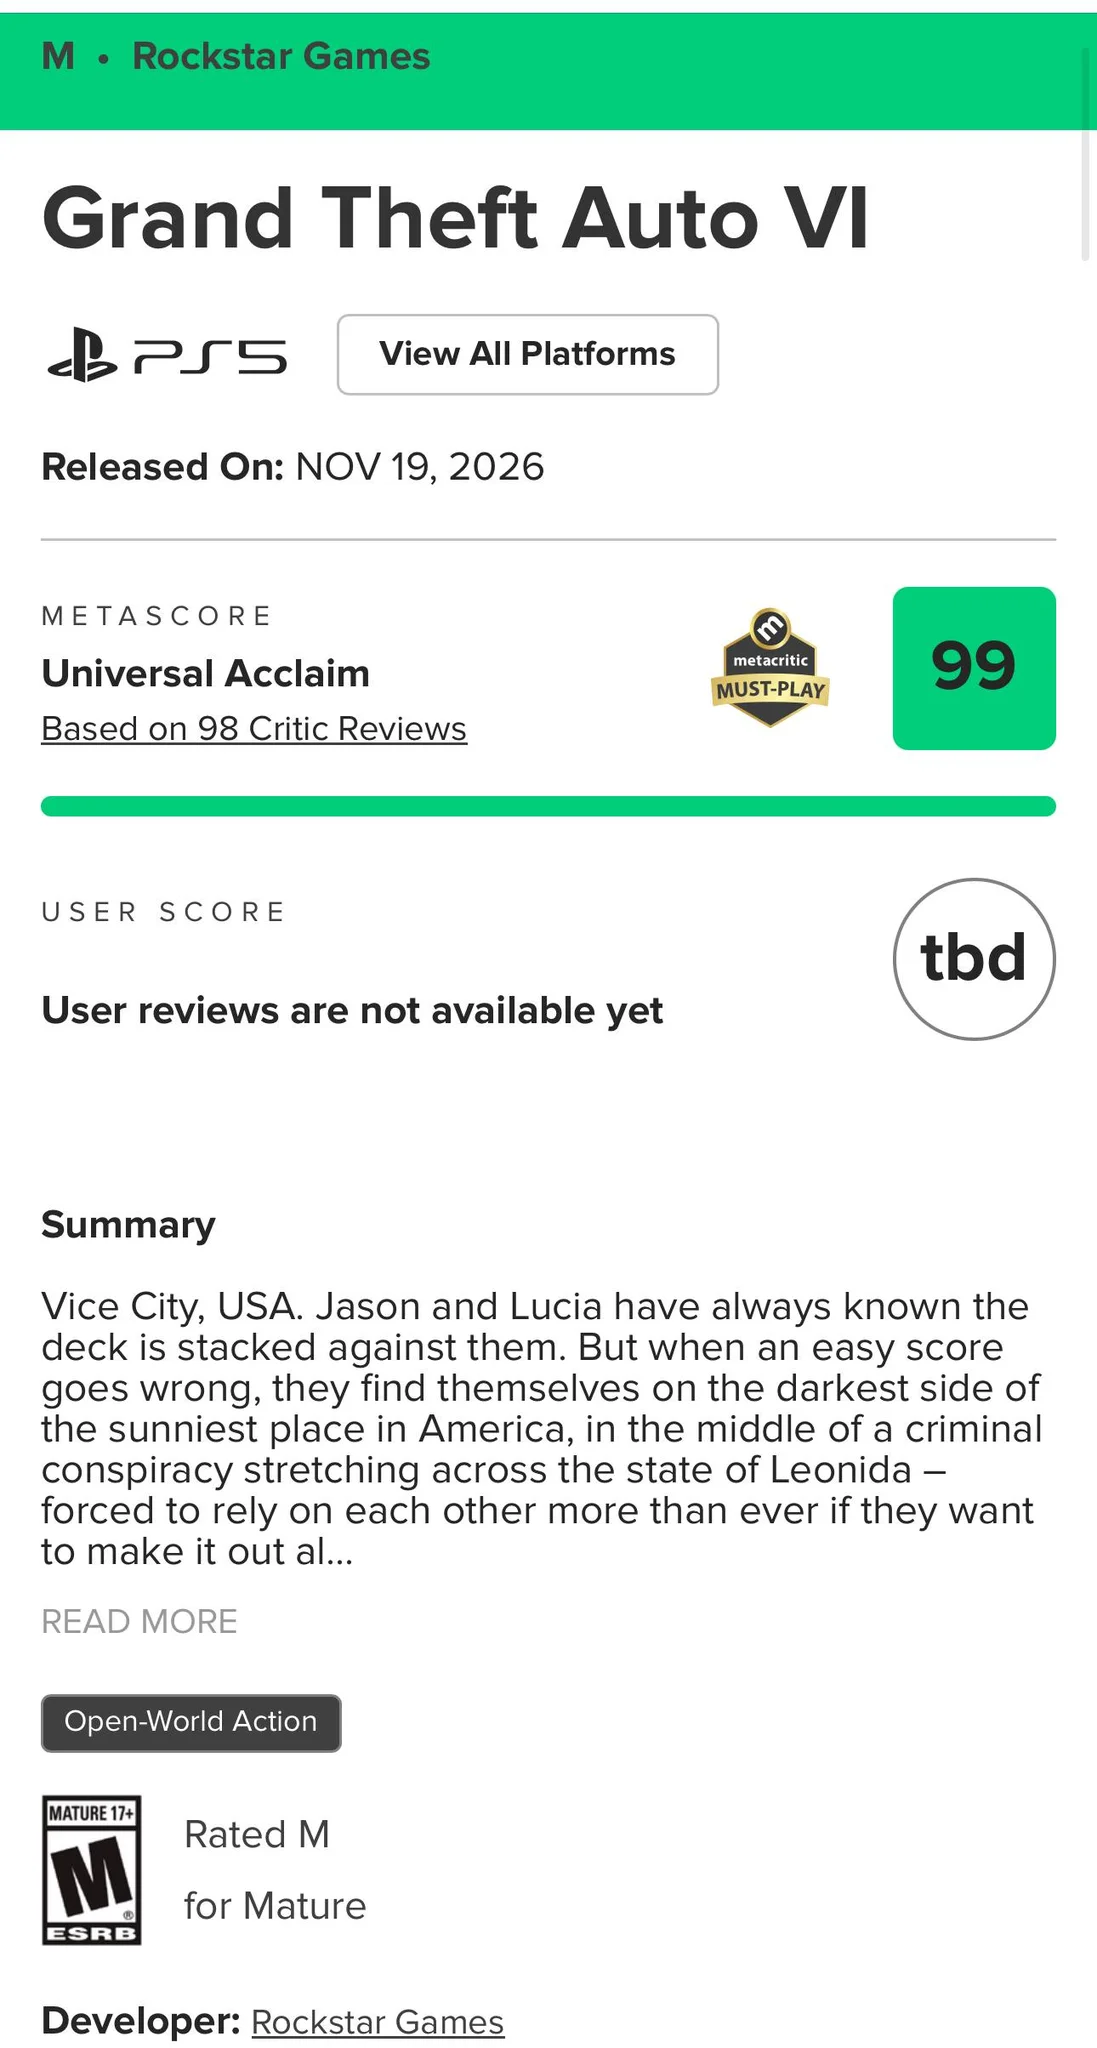 M • Rockstar Games
Grand Theft Auto VI
PS5 View All Platforms
Released On: NOV 19, 2026
METASCORE
Universal Acclaim
Based on 98 Critic Reviews
m
metacritic
MUST-PLAY
99
USER SCORE
User reviews are not available yet
tbd
Summary
Vice City, USA. Jason and Lucia have always known the
deck is stacked against them. But when an easy score
goes wrong, they find themselves on the darkest side of
the sunniest place in America, in the middle of a criminal
conspiracy stretching across the state of Leonida –
forced to rely on each other more than ever if they want
to make it out al...
READ MORE
Open-World Action
MATURE 17+
M
®
ESRB
Rated M
for Mature
Developer: Rockstar Games